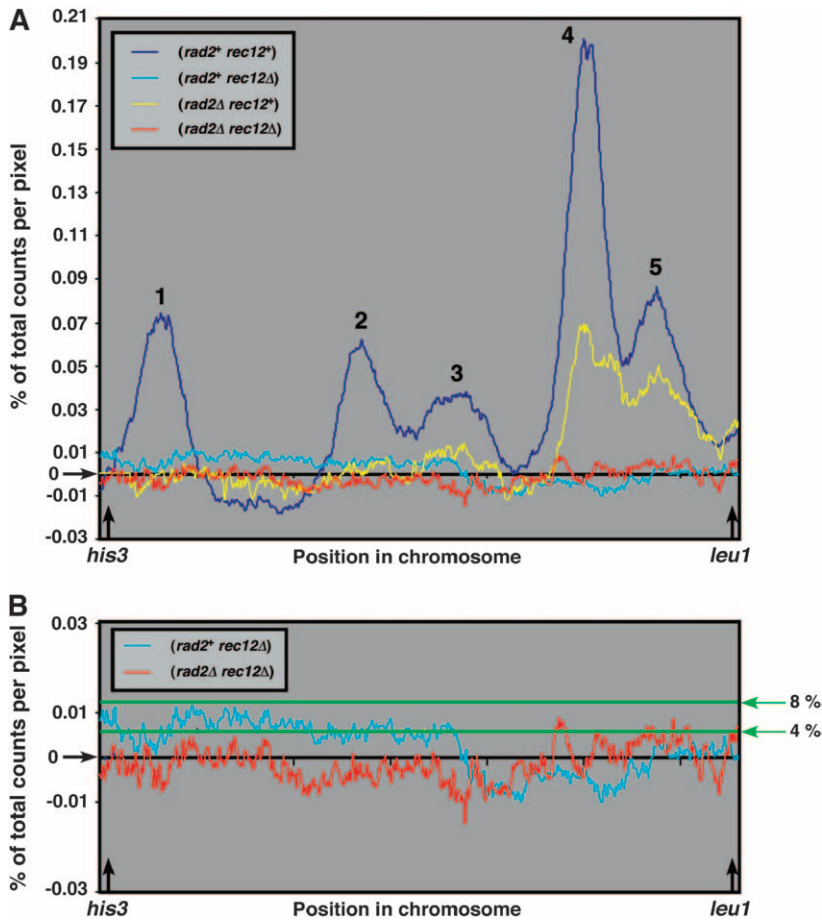 A
% of total counts per pixel
0.21
0.19
0.17
0.15
0.13
0.11
0.09
0.07
0.05
0.03
0.01
0
-0.01
-0.03
(rad2+ rec12+)
(rad2+ rec12Δ)
(rad2Δ rec12+)
(rad2Δ rec12Δ)
1
2
3
4
5
his3
Position in chromosome
leu1
B
% of total counts per pixel
0.03
0.01
0
-0.01
-0.03
(rad2+ rec12Δ)
(rad2Δ rec12Δ)
8 %
4 %
his3
Position in chromosome
leu1